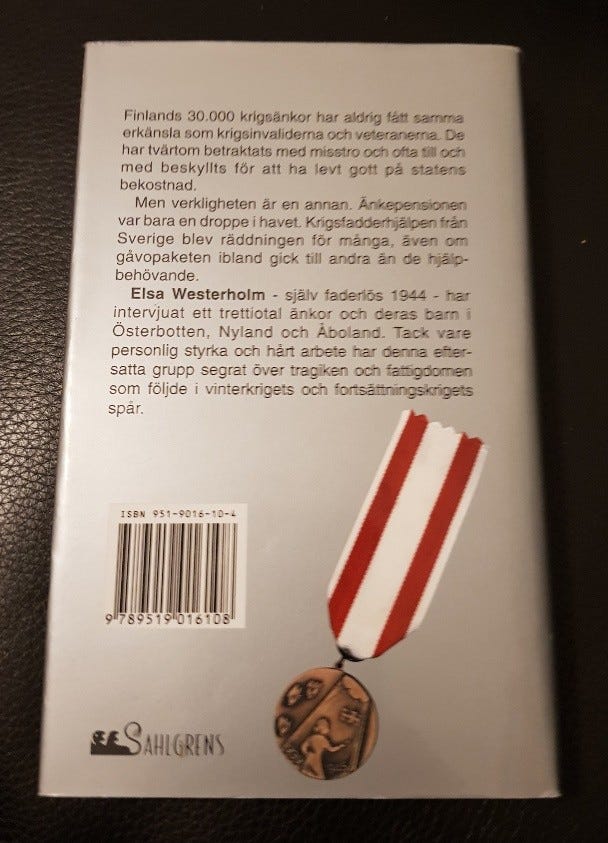 Finlands 30.000 krigsänkor har aldrig fått samma
erkänsla som krigsinvaliderna och veteranerna. De
har tvärtom betraktats med misstro och ofta till och
med beskyllts för att ha levt gott på statens
bekostnad.
Men verkligheten är en annan. Änkepensionen
var bara en droppe i havet. Krigsfadderhjälpen från
Sverige blev räddningen för många, även om
gåvopaketen ibland gick till andra än de hjälp-
behövande.
Elsa Westerholm - själv faderlös 1944 - har
intervjuat ett trettiotal änkor och deras barn i
Österbotten, Nyland och Åboland. Tack vare
personlig styrka och hårt arbete har denna efter-
satta grupp segrat över tragiken och fattigdomen
som följde i vinterkrigets och fortsättningskrigets
spår.
ISBN 951-9016-10-4
9 789519 016108
SAHLGRENS